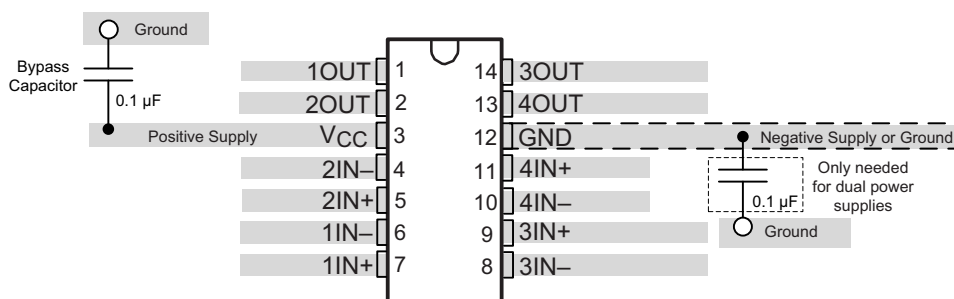 Ground
Bypass
Capacitor
0.1 µF
Positive Supply
1OUT 1
2OUT 2
VCC 3
2IN– 4
2IN+ 5
1IN– 6
1IN+ 7
14 3OUT
13 4OUT
12 GND
11 4IN+
10 4IN–
9 3IN+
8 3IN–
Negative Supply or Ground
Only needed
for dual power
supplies
0.1 µF
Ground